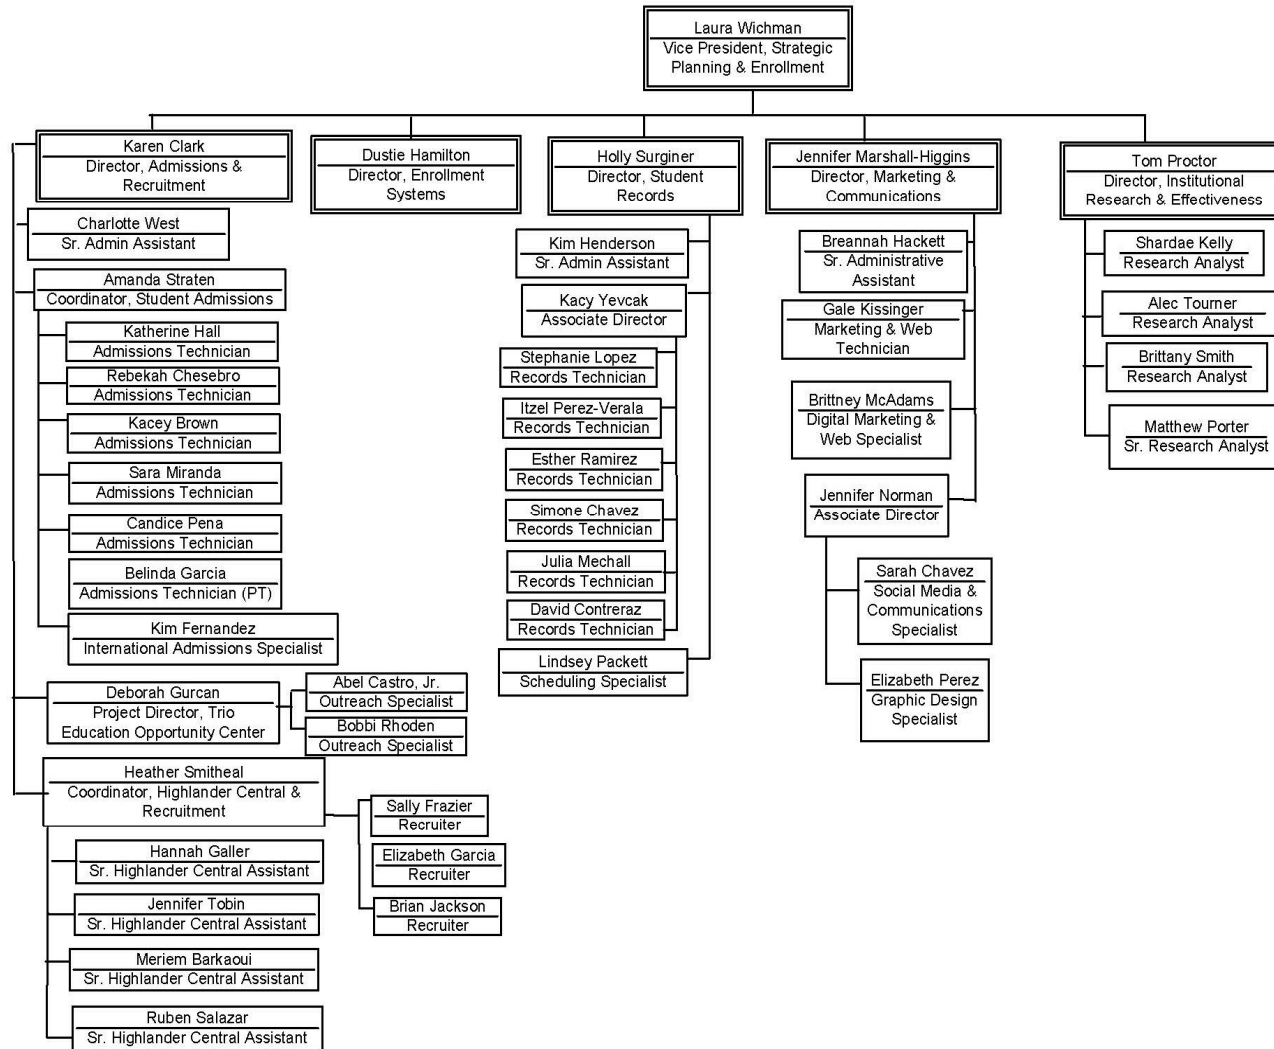 Laura Wichman
Vice President, Strategic
Planning & Enrollment
Karen Clark
Director, Admissions &
Recruitment
Dustie Hamilton
Director, Enrollment
Systems
Holly Surginer
Director, Student
Records
Jennifer Marshall-Higgins
Director, Marketing &
Communications
Tom Proctor
Director, Institutional
Research & Effectiveness
Charlotte West
Sr. Admin Assistant
Amanda Straten
Coordinator, Student Admissions
Katherine Hall
Admissions Technician
Rebekah Chesebro
Admissions Technician
Kacey Brown
Admissions Technician
Sara Miranda
Admissions Technician
Candice Pena
Admissions Technician
Belinda Garcia
Admissions Technician (PT)
Kim Fernandez
International Admissions Specialist
Deborah Gurcan
Project Director, Trio
Education Opportunity Center
Abel Castro, Jr.
Outreach Specialist
Bobbi Rhoden
Outreach Specialist
Heather Smitheal
Coordinator, Highlander Central &
Recruitment
Sally Frazier
Recruiter
Elizabeth Garcia
Recruiter
Brian Jackson
Recruiter
Hannah Galler
Sr. Highlander Central Assistant
Jennifer Tobin
Sr. Highlander Central Assistant
Meriem Barkaoui
Sr. Highlander Central Assistant
Ruben Salazar
Sr. Highlander Central Assistant
Kim Henderson
Sr. Admin Assistant
Kacy Yevcak
Associate Director
Stephanie Lopez
Records Technician
Itzel Perez-Verala
Records Technician
Esther Ramirez
Records Technician
Simone Chavez
Records Technician
Julia Mechall
Records Technician
David Contreraz
Records Technician
Lindsey Packett
Scheduling Specialist
Breannah Hackett
Sr. Administrative
Assistant
Gale Kissinger
Marketing & Web
Technician
Brittney McAdams
Digital Marketing &
Web Specialist
Jennifer Norman
Associate Director
Sarah Chavez
Social Media &
Communications
Specialist
Elizabeth Perez
Graphic Design
Specialist
Shardae Kelly
Research Analyst
Alec Tourner
Research Analyst
Brittany Smith
Research Analyst
Matthew Porter
Sr. Research Analyst